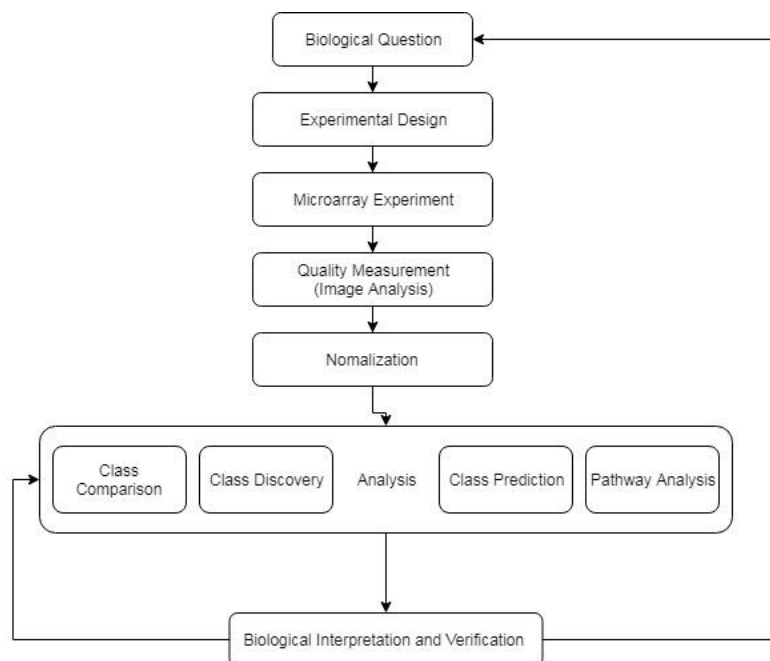 Biological Question
Experimental Design
Microarray Experiment
Quality Measurement
(Image Analysis)
Nomalization
Class
Comparison
Class Discovery
Analysis
Class Prediction
Pathway Analysis
Biological Interpretation and Verification